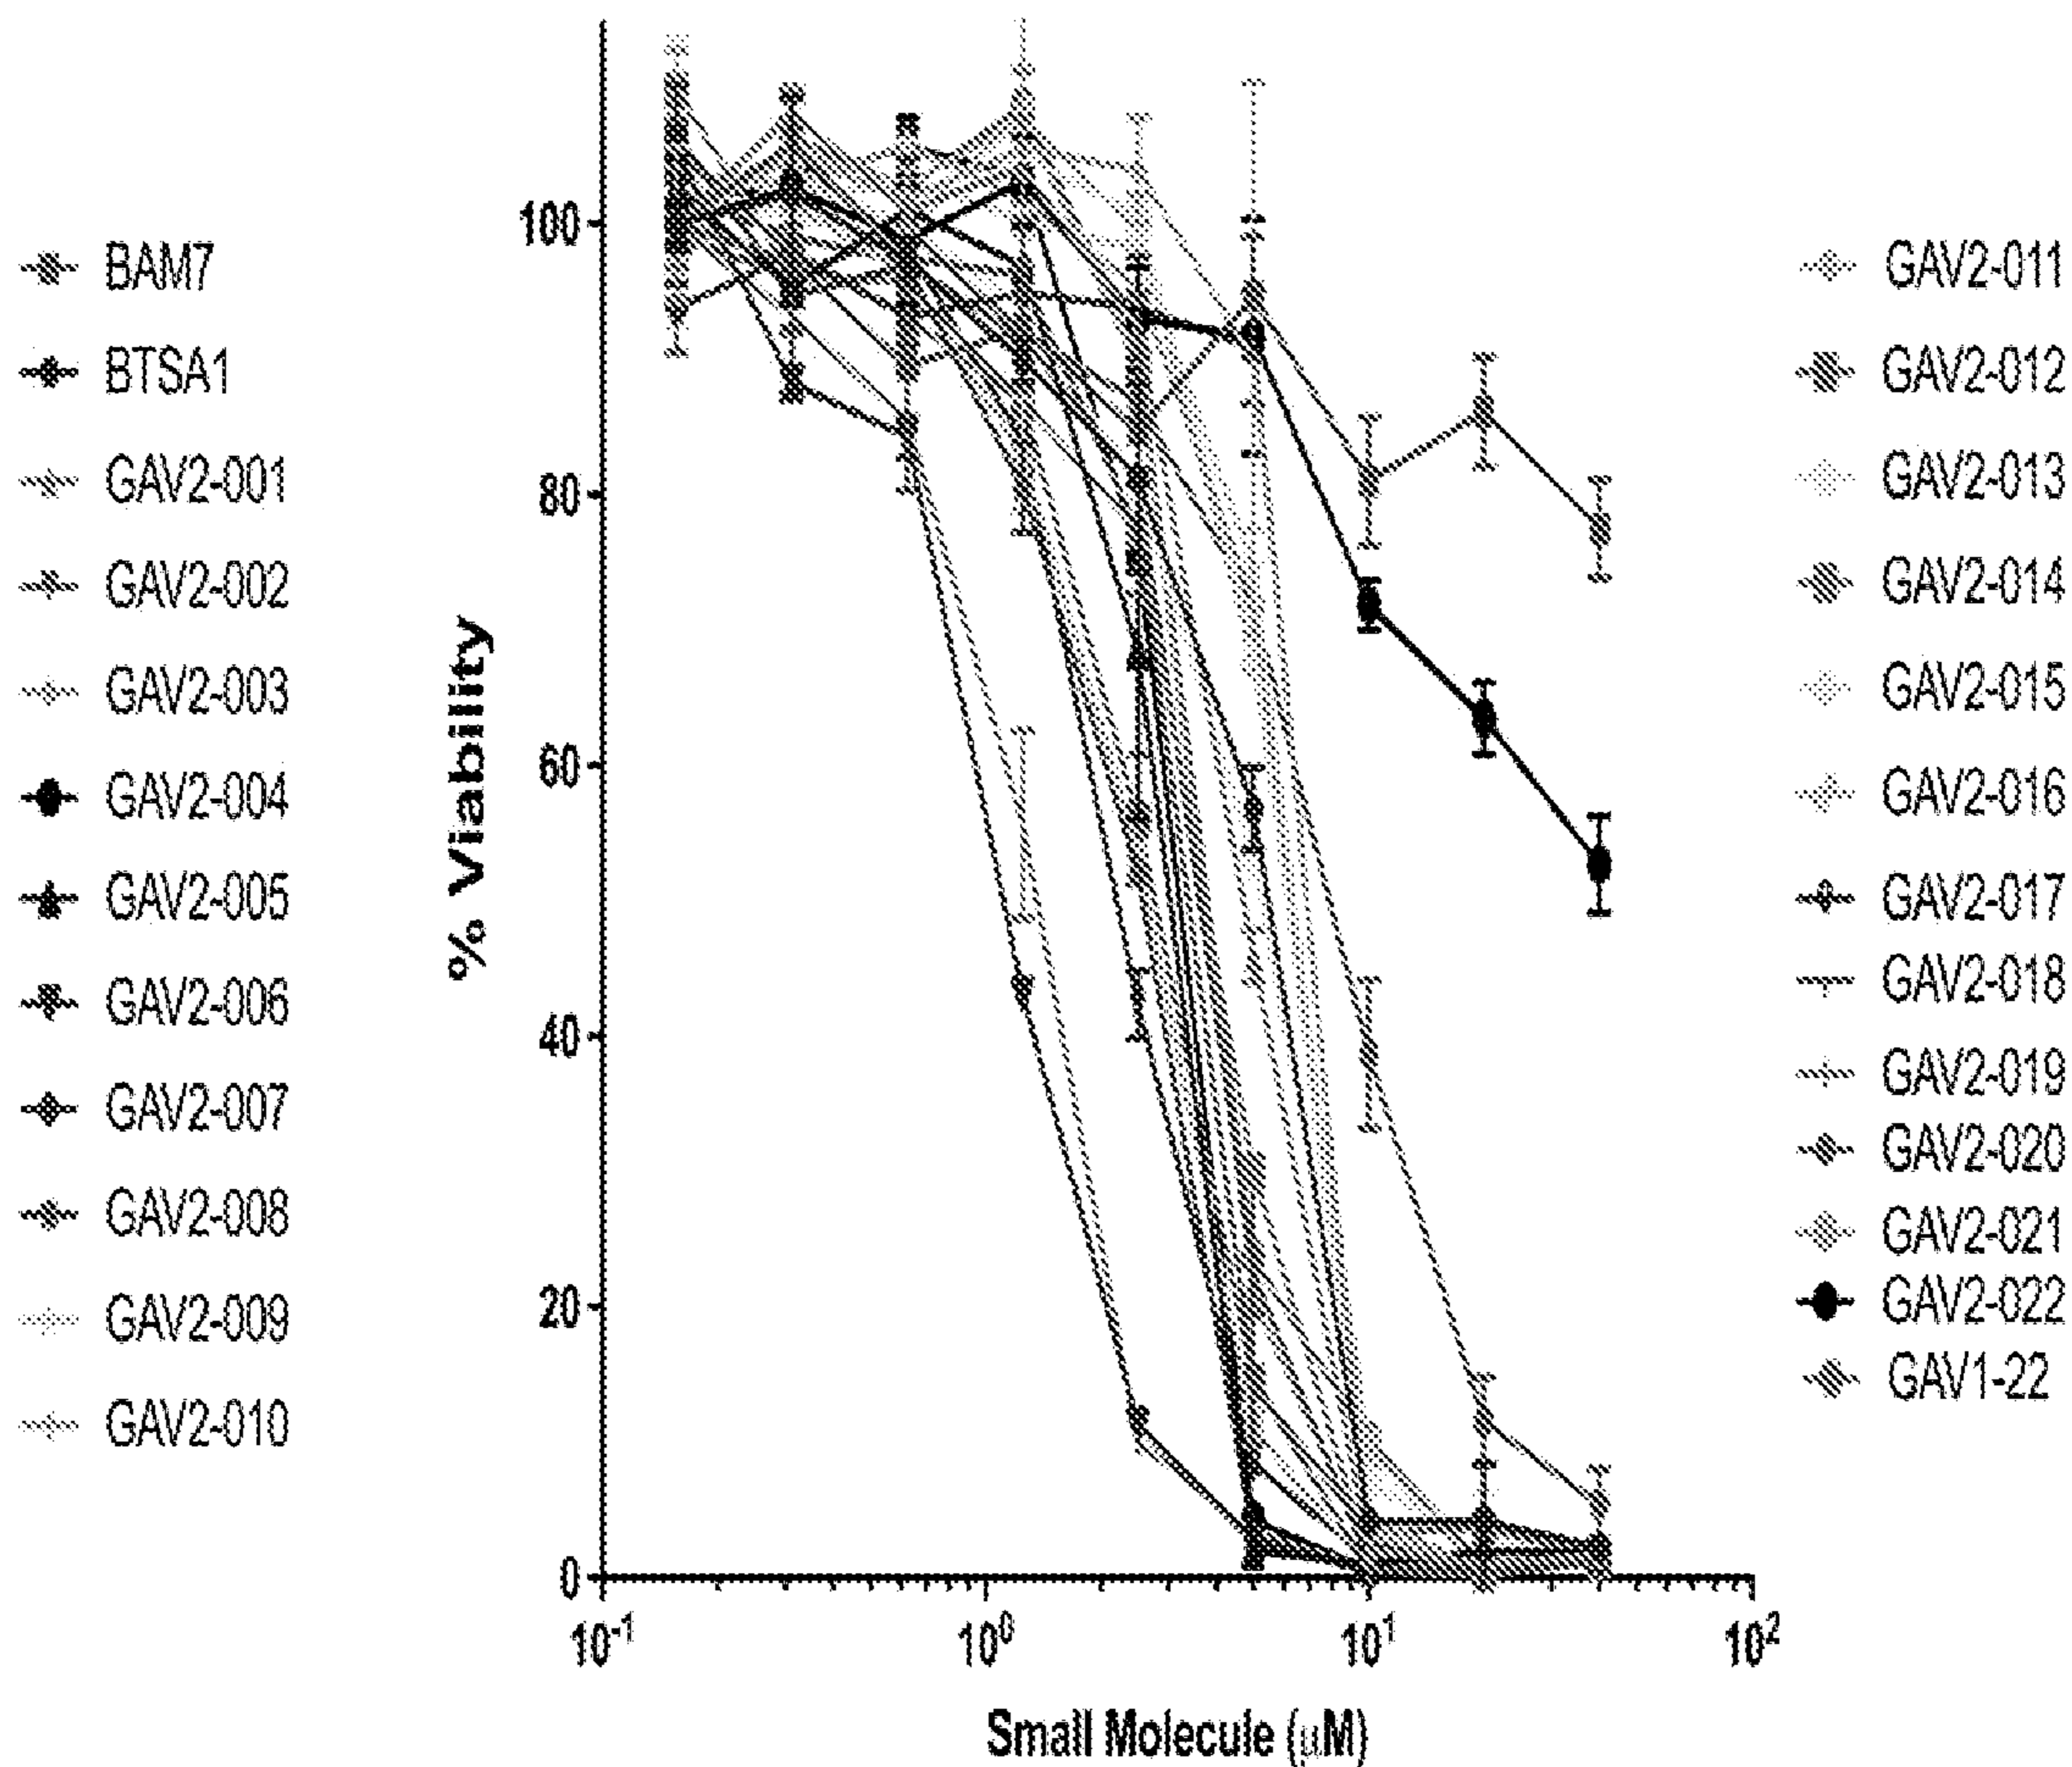 BAM7
BTSA1
GAV2-001
GAV2-002
GAV2-003
GAV2-004
GAV2-005
GAV2-006
GAV2-007
GAV2-008
GAV2-009
GAV2-010
% Viability
100
80
60
40
20
0
10⁻¹
10⁰
10¹
10²
Small Molecule (μM)
GAV2-011
GAV2-012
GAV2-013
GAV2-014
GAV2-015
GAV2-016
GAV2-017
GAV2-018
GAV2-019
GAV2-020
GAV2-021
GAV2-022
GAV1-22